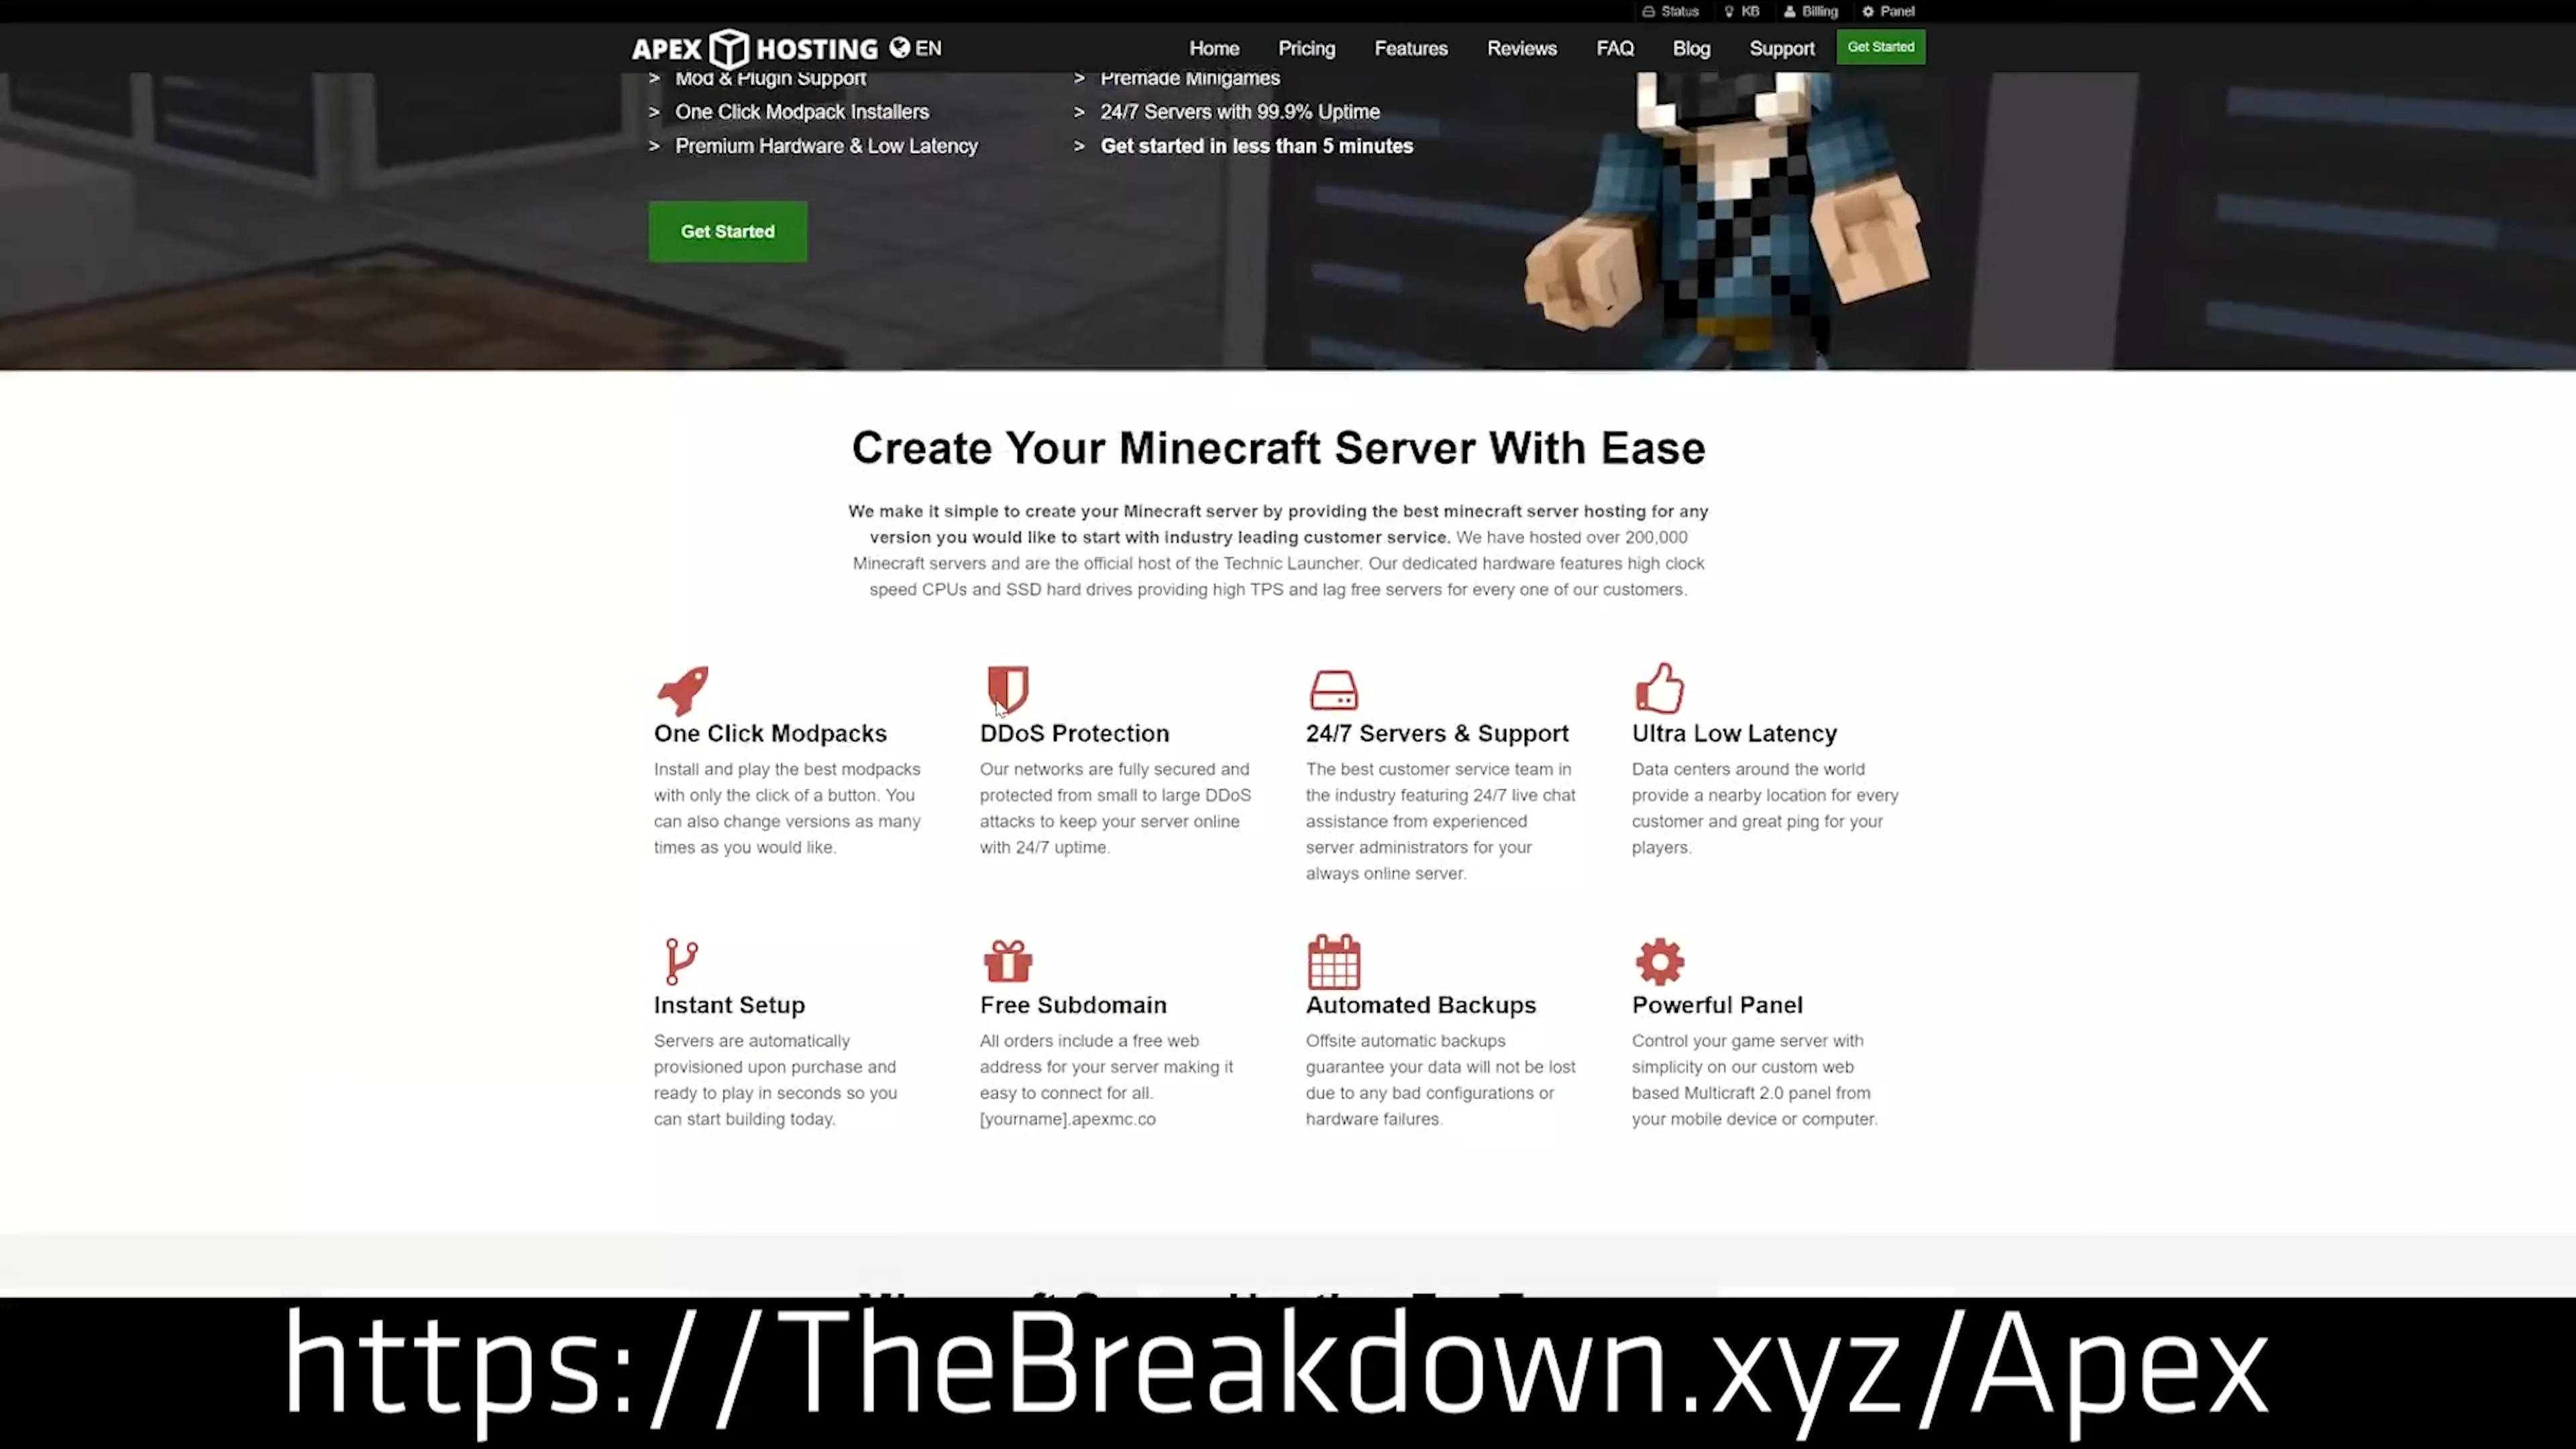 Status KB Billing Panel
APEX HOSTING EN Home Pricing Features Reviews FAQ Blog Support Get Started
> Mod & Plugin Support > Premade Minigames
> One Click Modpack Installers > 24/7 Servers with 99.9% Uptime
> Premium Hardware & Low Latency > Get started in less than 5 minutes
Get Started
Create Your Minecraft Server With Ease
We make it simple to create your Minecraft server by providing the best minecraft server hosting for any
version you would like to start with industry leading customer service. We have hosted over 200,000
Minecraft servers and are the official host of the Technic Launcher. Our dedicated hardware features high clock
speed CPUs and SSD hard drives providing high TPS and lag free servers for every one of our customers.
One Click Modpacks
Install and play the best modpacks
with only the click of a button. You
can also change versions as many
times as you would like.
DDoS Protection
Our networks are fully secured and
protected from small to large DDoS
attacks to keep your server online
with 24/7 uptime.
24/7 Servers & Support
The best customer service team in
the industry featuring 24/7 live chat
assistance from experienced
server administrators for your
always online server.
Ultra Low Latency
Data centers around the world
provide a nearby location for every
customer and great ping for your
players.
Instant Setup
Servers are automatically
provisioned upon purchase and
ready to play in seconds so you
can start building today.
Free Subdomain
All orders include a free web
address for your server making it
easy to connect for all.
[yourname].apexmc.co
Automated Backups
Offsite automatic backups
guarantee your data will not be lost
due to any bad configurations or
hardware failures.
Powerful Panel
Control your game server with
simplicity on our custom web
based Multicraft 2.0 panel from
your mobile device or computer.
https://TheBreakdown.xyz/Apex